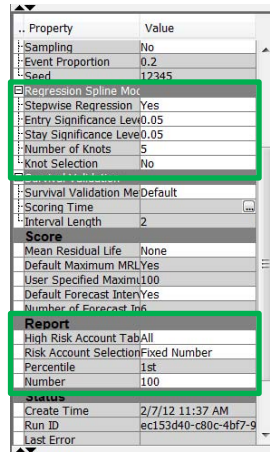 .. Property Value
Sampling No
Event Proportion 0.2
Seed 12345
Regression Spline Moc
Stepwise Regression Yes
Entry Significance Leve 0.05
Stay Significance Leve 0.05
Number of Knots 5
Knot Selection No
Survival Validation
Survival Validation Me Default
Scoring Time ...
Interval Length 2
Score
Mean Residual Life None
Default Maximum MRL Yes
User Specified Maximu 100
Default Forecast Interv Yes
Number of Forecast In 6
Report
High Risk Account Tab All
Risk Account Selection Fixed Number
Percentile 1st
Number 100
Status
Create Time 2/7/12 11:37 AM
Run ID ec153d40-c80c-4bf7-9
Last Error